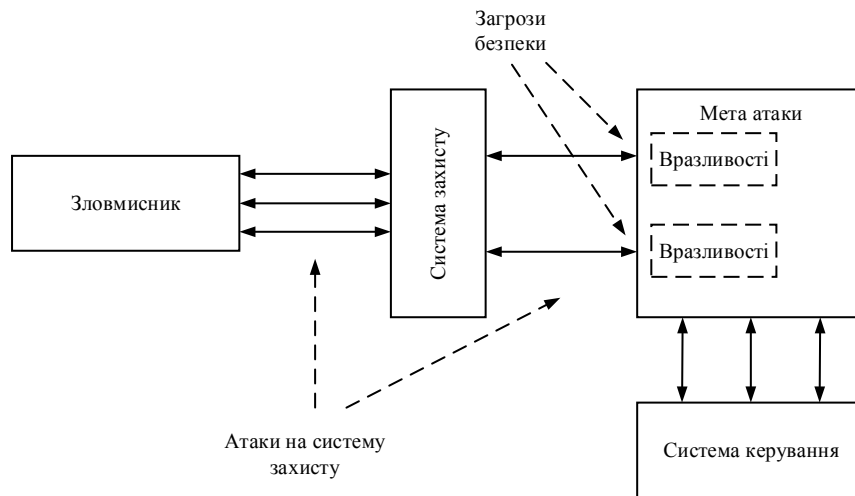 Загрози
безпеки
Мета атаки
Вразливості
Зловмисник
Система захисту
Вразливості
Атаки на систему
захисту
Система керування